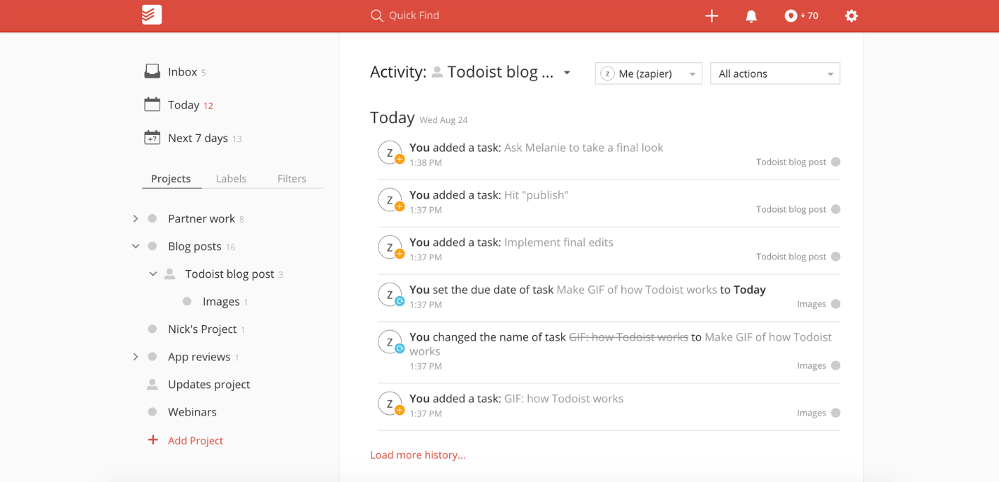 Quick Find
70
Inbox 5
Today 12
+7 Next 7 days 13
Projects Labels Filters
Partner work 8
Blog posts 16
Todoist blog post 3
Images 1
Nick's Project 1
App reviews 1
Updates project
Webinars
+ Add Project
Activity: Todoist blog ...
z Me (zapier)
All actions
Today Wed Aug 24
Z You added a task: Ask Melanie to take a final look
1:38 PM
Todoist blog post
Z You added a task: Hit "publish"
1:37 PM
Todoist blog post
Z You added a task: Implement final edits
1:37 PM
Todoist blog post
Z You set the due date of task Make GIF of how Todoist works to Today
1:37 PM
Images
Z You changed the name of task GIF: how Todoist works to Make GIF of how Todoist
works
1:37 PM
Images
Z You added a task: GIF: how Todoist works
1:37 PM
Images
Load more history...